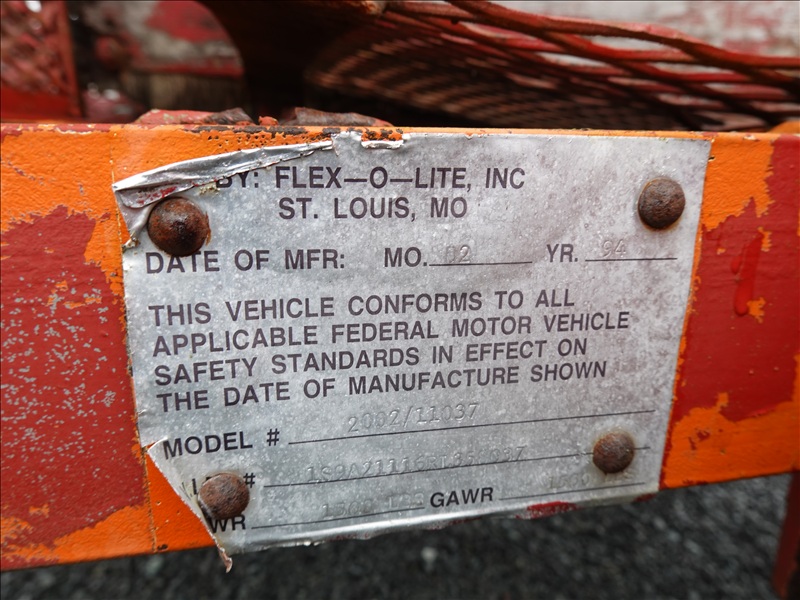 BY: FLEX-O-LITE, INC
ST. LOUIS, MO
DATE OF MFR: MO. 02 YR. 94
THIS VEHICLE CONFORMS TO ALL
APPLICABLE FEDERAL MOTOR VEHICLE
SAFETY STANDARDS IN EFFECT ON
THE DATE OF MANUFACTURE SHOWN
MODEL # 2002/11037
#
WR GAWR